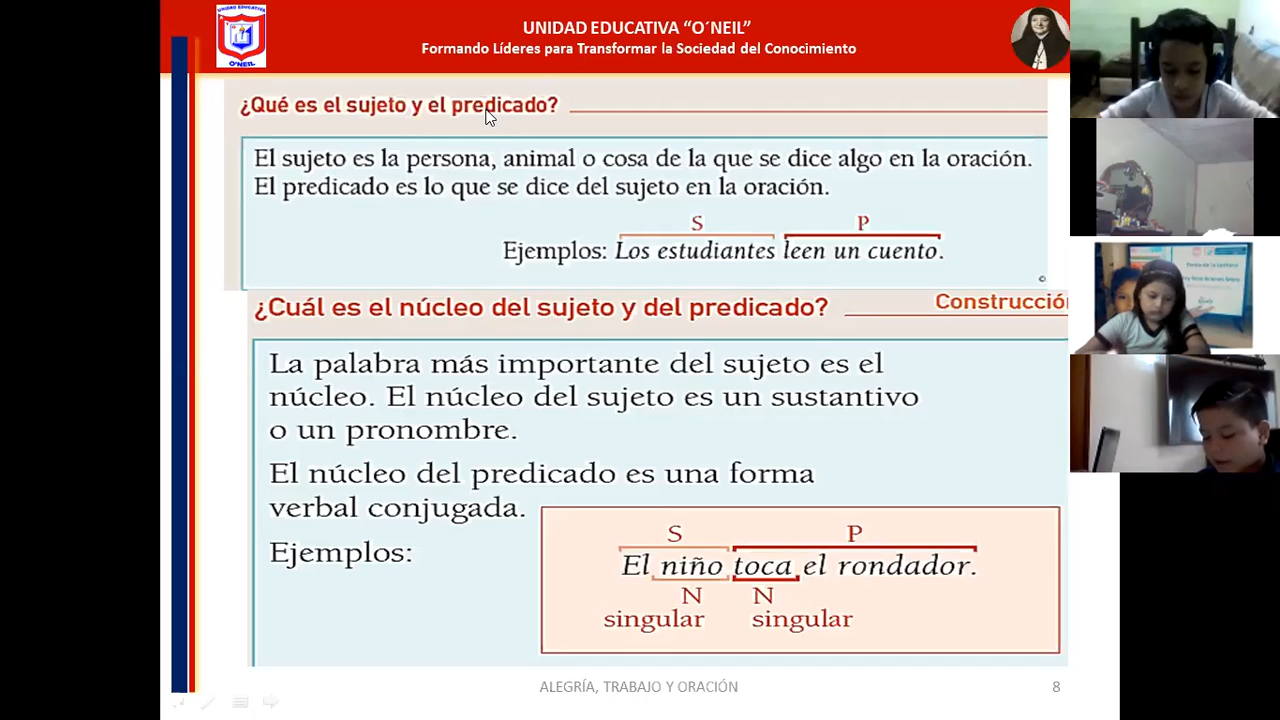 UNIDAD EDUCATIVA "O´NEIL"
Formando Líderes para Transformar la Sociedad del Conocimiento
UNIDAD EDUCATIVA
O'NEIL
¿Qué es el sujeto y el predicado?
El sujeto es la persona, animal o cosa de la que se dice algo en la oración.
El predicado es lo que se dice del sujeto en la oración.
S P
Ejemplos: Los estudiantes leen un cuento.
©
¿Cuál es el núcleo del sujeto y del predicado?
Construcción
La palabra más importante del sujeto es el
núcleo. El núcleo del sujeto es un sustantivo
o un pronombre.
El núcleo del predicado es una forma
verbal conjugada.
Ejemplos:
S P
El niño toca el rondador.
N N
singular singular
ALEGRÍA, TRABAJO Y ORACIÓN
8